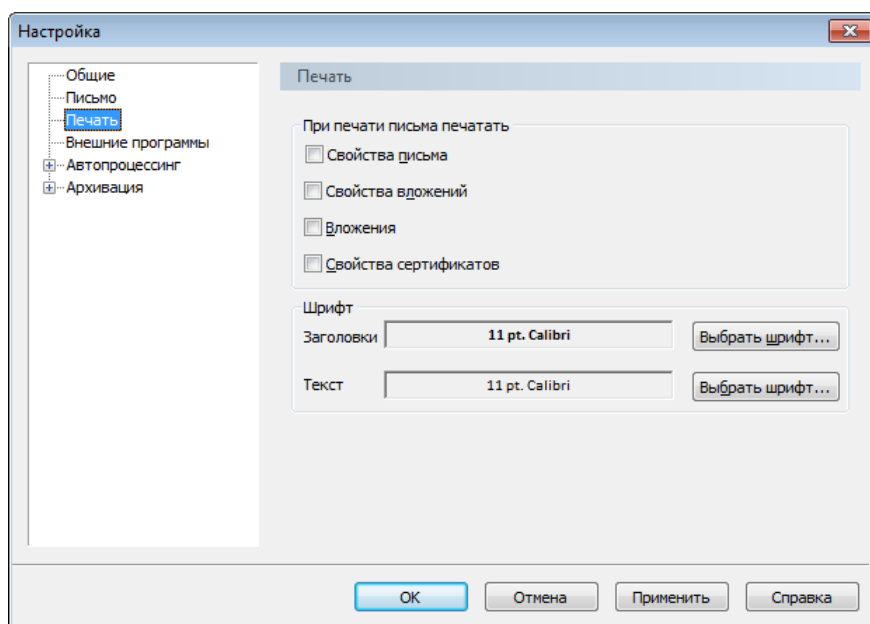 Настройка
Общие
Письмо
Печать
Внешние программы
Автопроцессинг
Архивация
Печать
При печати письма печатать
Свойства письма
Свойства вложений
Вложения
Свойства сертификатов
Шрифт
Заголовки 11 pt. Calibri Выбрать шрифт...
Текст 11 pt. Calibri Выбрать шрифт...
ОК Отмена Применить Справка